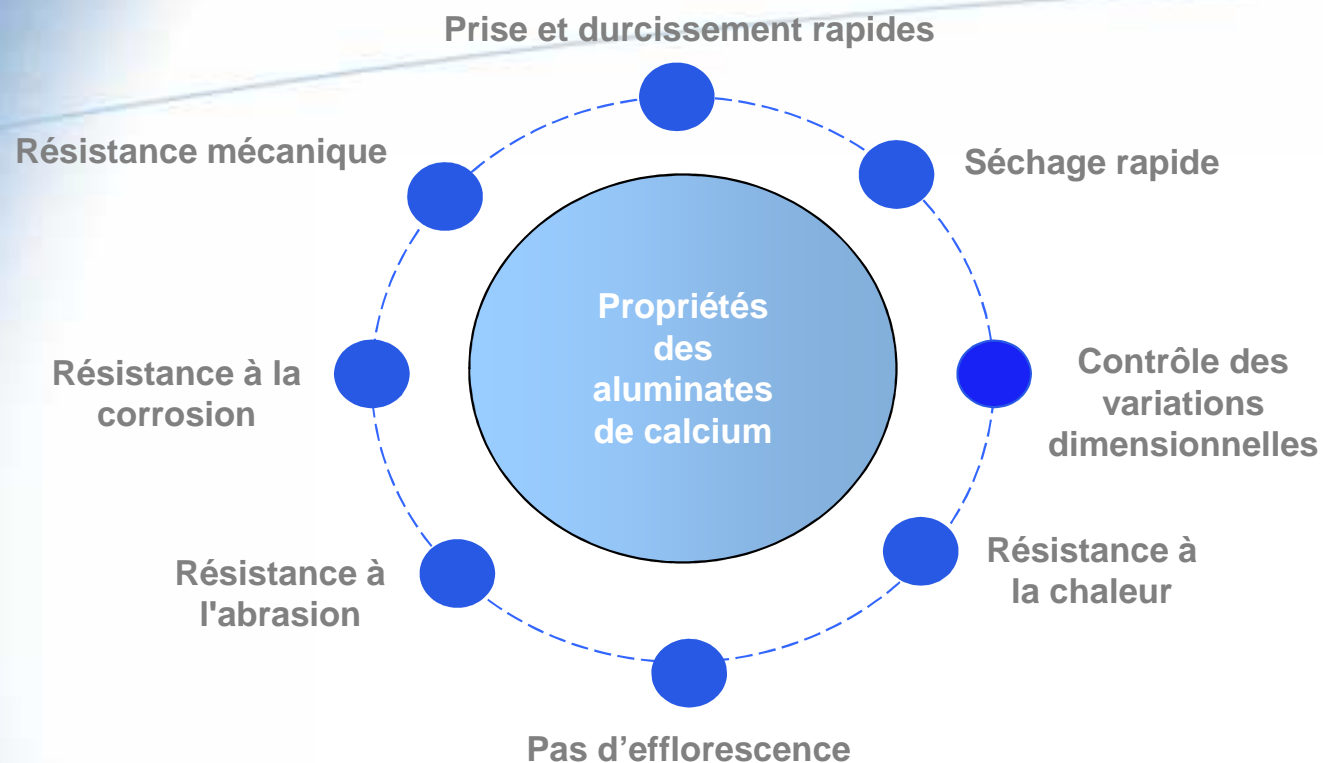 Prise et durcissement rapides
Résistance mécanique
Séchage rapide
Propriétés
des
aluminates
de calcium
Résistance à la
corrosion
Contrôle des
variations
dimensionnelles
Résistance à
l'abrasion
Résistance à
la chaleur
Pas d’efflorescence